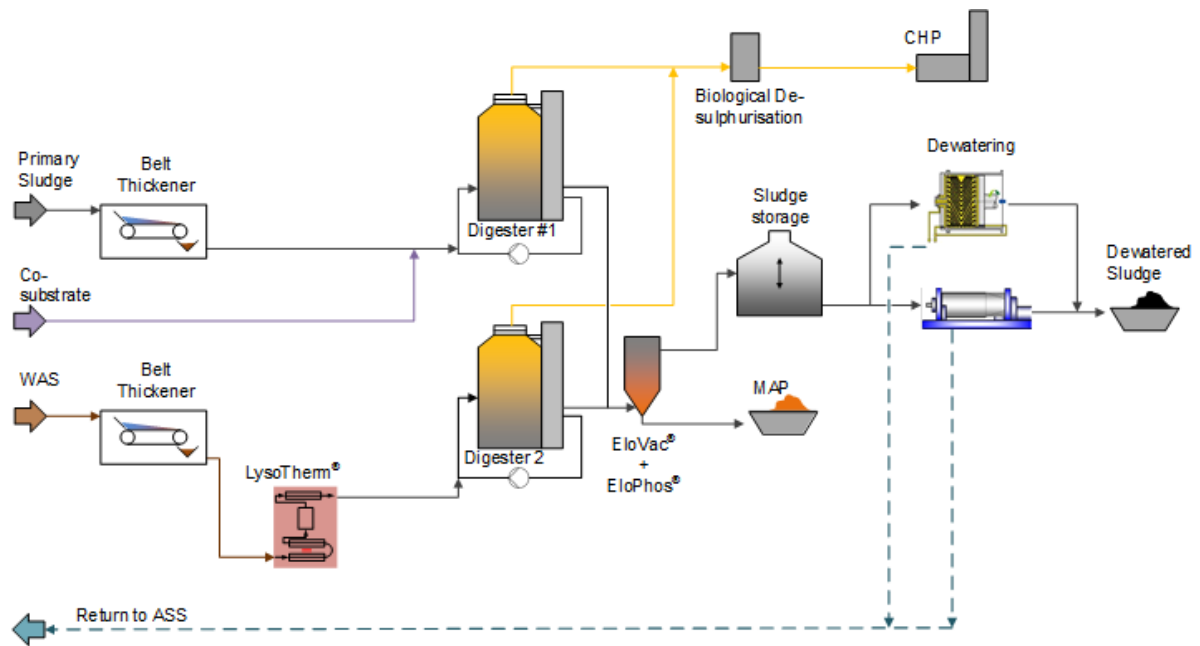 CHP
Biological De-
sulphurisation
Dewatering
Primary
Sludge
Belt
Thickener
Sludge
storage
Digester #1
Dewatered
Sludge
Co-
substrate
WAS
Belt
Thickener
MAP
Digester 2
EloVac®
+
EloPhos®
LysoTherm®
Return to ASS